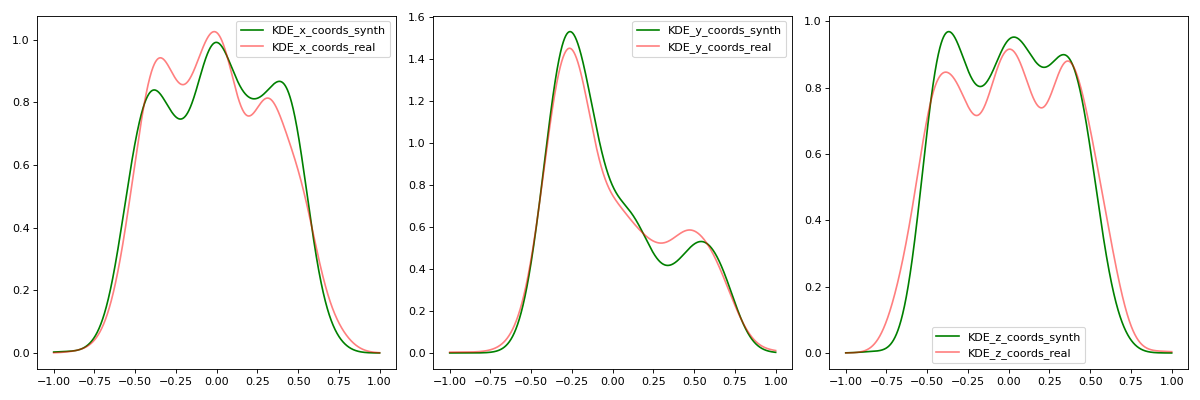 KDE_x_coords_synth
KDE_x_coords_real
1.0
0.8
0.6
0.4
0.2
0.0
−1.00 −0.75 −0.50 −0.25 0.00 0.25 0.50 0.75 1.00
KDE_y_coords_synth
KDE_y_coords_real
1.6
1.4
1.2
1.0
0.8
0.6
0.4
0.2
0.0
−1.00 −0.75 −0.50 −0.25 0.00 0.25 0.50 0.75 1.00
1.0
0.8
0.6
0.4
0.2
0.0
KDE_z_coords_synth
KDE_z_coords_real
−1.00 −0.75 −0.50 −0.25 0.00 0.25 0.50 0.75 1.00